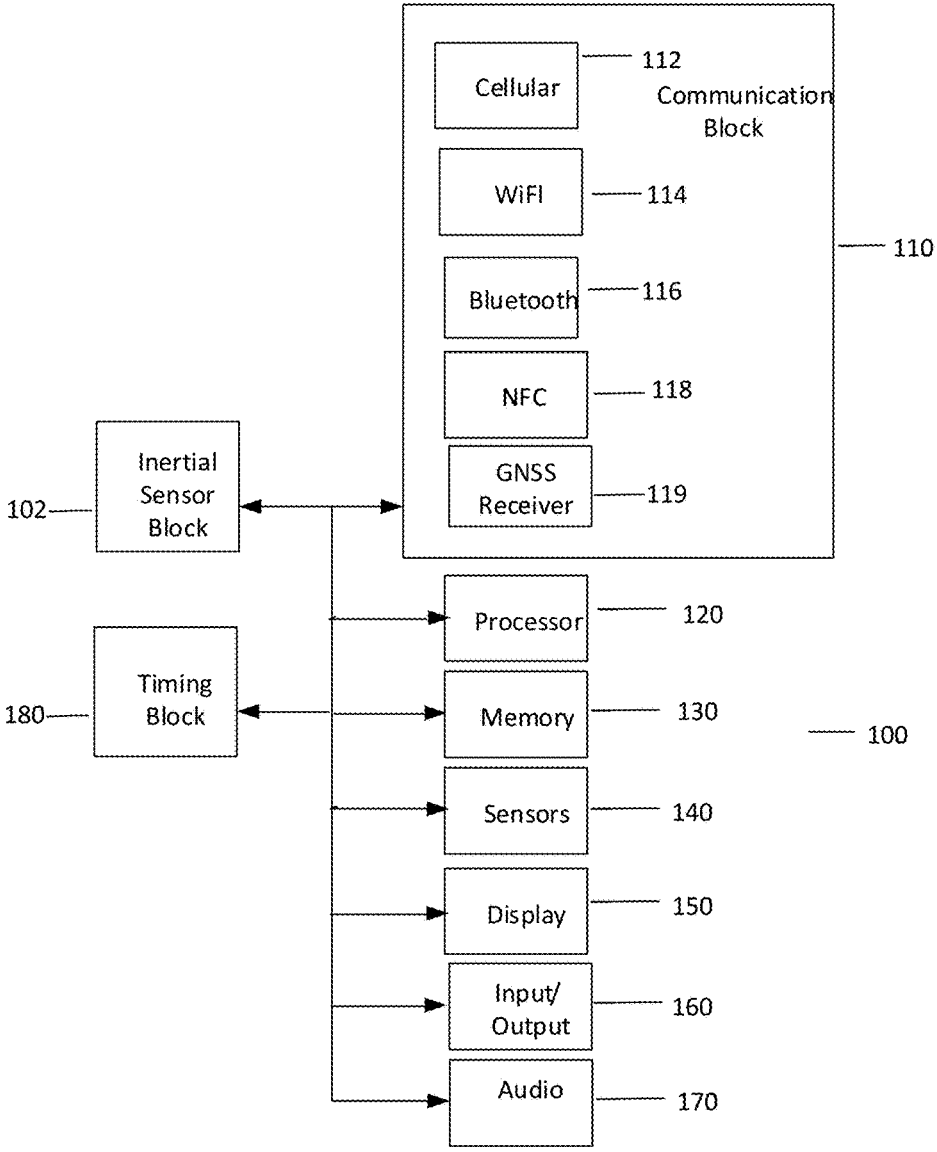 Cellular
112
Communication
Block
WiFI
114
110
Bluetooth
116
NFC
118
GNSS
Receiver
119
Inertial
Sensor
Block
102
Processor
120
Timing
Block
180
Memory
130
100
Sensors
140
Display
150
Input/
Output
160
Audio
170